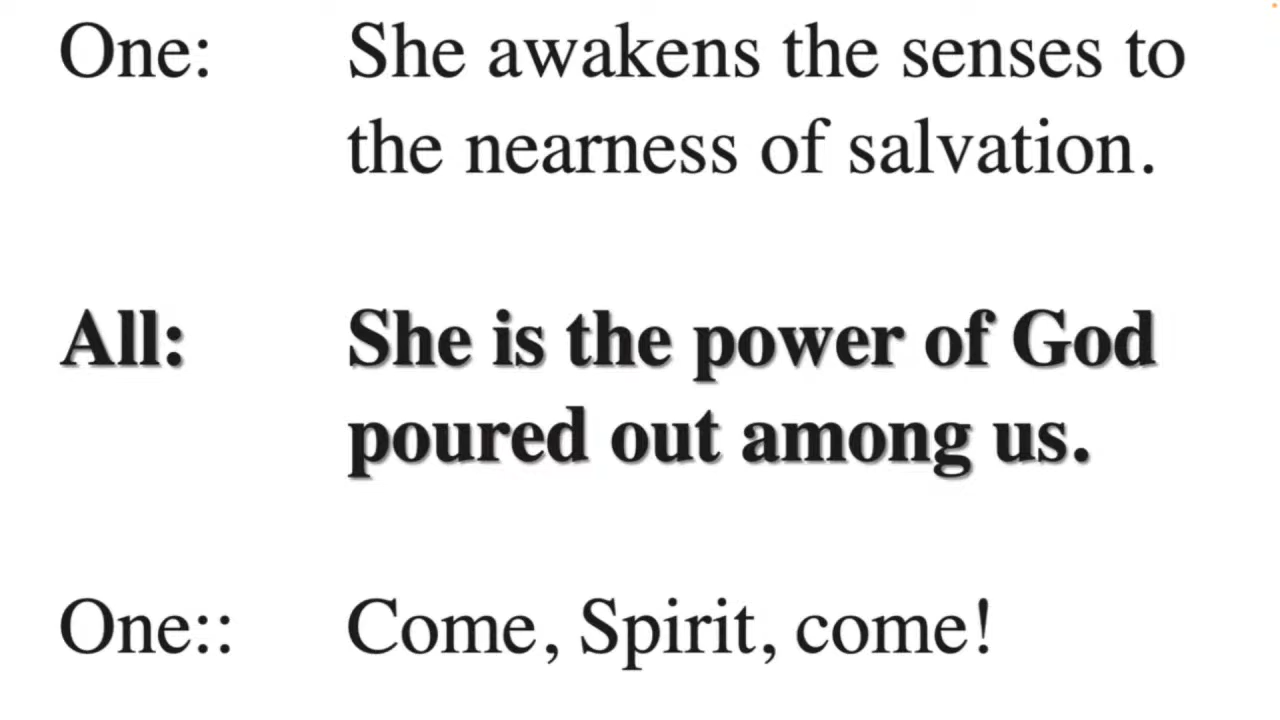 One: She awakens the senses to
the nearness of salvation.
All: She is the power of God
poured out among us.
One:: Come, Spirit, come!